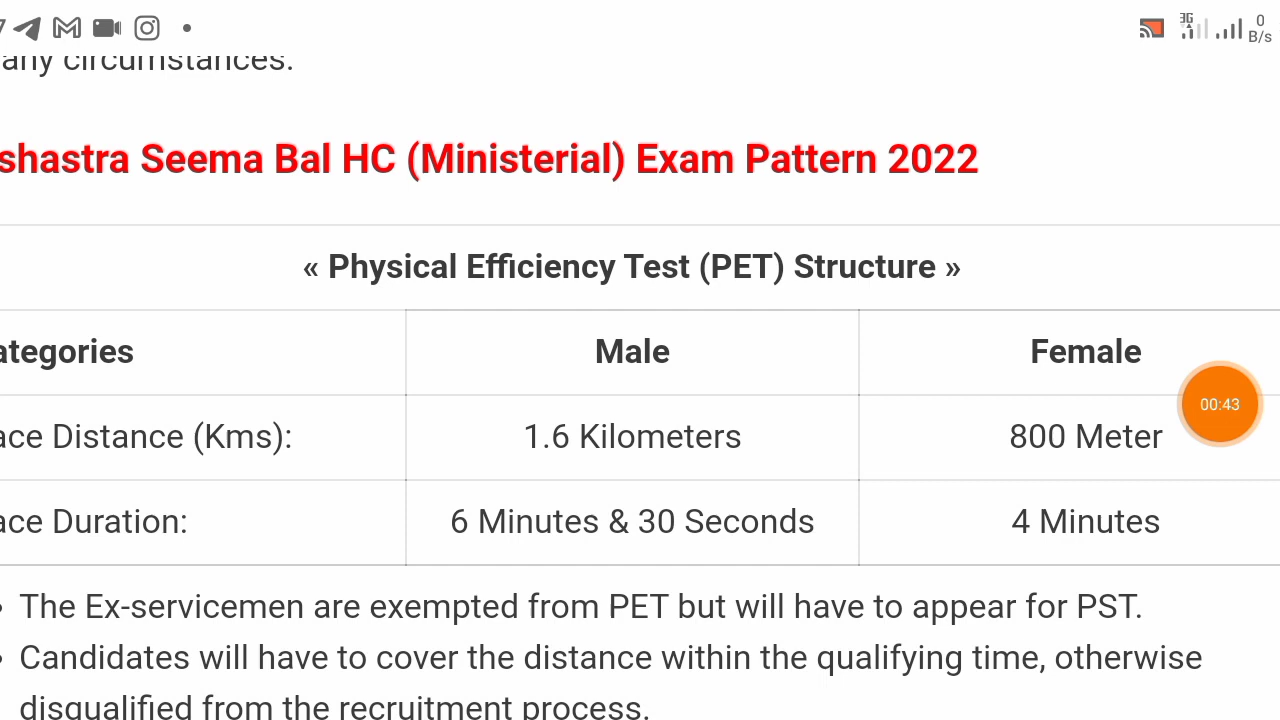 3G
0
B/s
any circumstances.
shastra Seema Bal HC (Ministerial) Exam Pattern 2022
« Physical Efficiency Test (PET) Structure »
ategories Male Female
00:43
ace Distance (Kms): 1.6 Kilometers 800 Meter
ace Duration: 6 Minutes & 30 Seconds 4 Minutes
• The Ex-servicemen are exempted from PET but will have to appear for PST.
• Candidates will have to cover the distance within the qualifying time, otherwise
disqualified from the recruitment process.